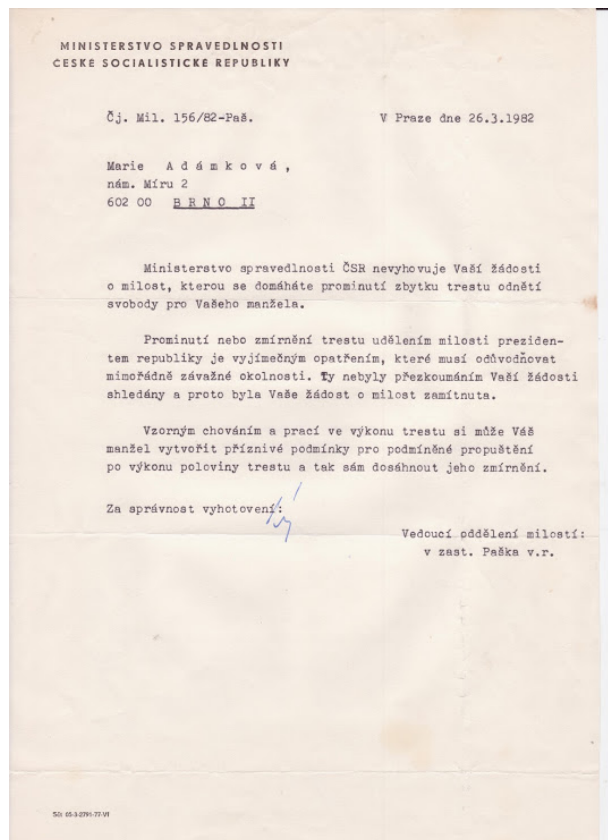 MINISTERSTVO SPRAVEDLNOSTI
ČESKÉ SOCIALISTICKÉ REPUBLIKY
Čj. Mil. 156/82-Paš.
V Praze dne 26.3.1982
Marie A d á m k o v á ,
nám. Míru 2
602 00 B R N O II
Ministerstvo spravedlnosti ČSR nevyhovuje Vaší žádosti
o milost, kterou se domáháte prominutí zbytku trestu odnětí
svobody pro Vašeho manžela.
Prominutí nebo zmírnění trestu udělením milosti preziden-
tem republiky je vyjímečným opatřením, které musí odůvodňovat
mimořádně závažné okolnosti. Ty nebyly přezkoumáním Vaší žádosti
shledány a proto byla Vaše žádost o milost zamítnuta.
Vzorným chováním a prací ve výkonu trestu si může Váš
manžel vytvořit příznivé podmínky pro podmíněné propuštění
po výkonu poloviny trestu a tak sám dosáhnout jeho zmírnění.
Za správnost vyhotovení:
Vedoucí oddělení milostí:
v zast. Paška v.r.